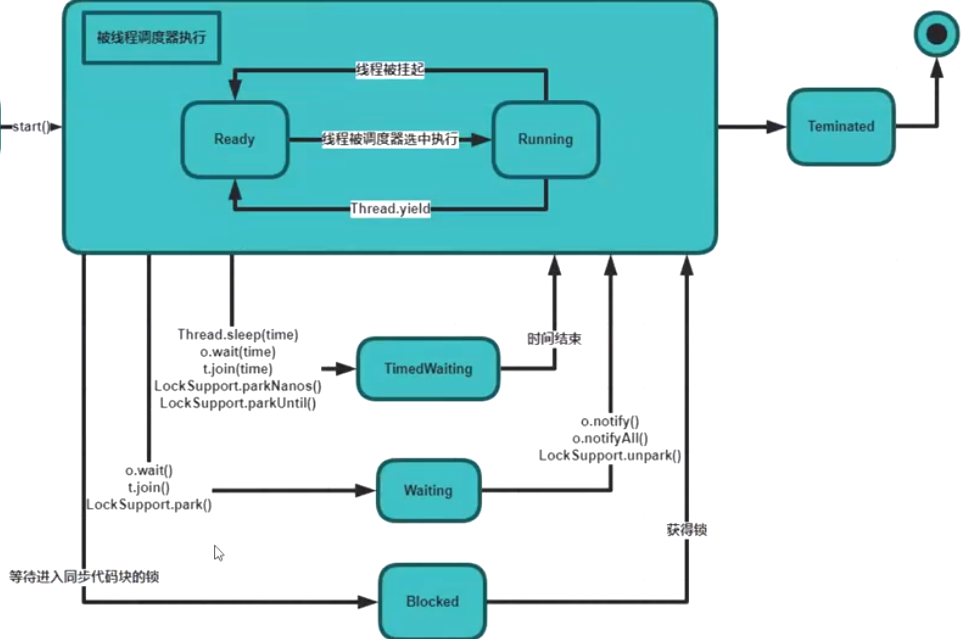 被线程调度器执行
线程被挂起
start()
Ready
线程被调度器选中执行
Running
Teminated
Thread.yield
Thread.sleep(time)
o.wait(time)
t.join(time)
LockSupport.parkNanos()
LockSupport.parkUntil()
TimedWaiting
时间结束
o.notify()
o.notifyAll()
LockSupport.unpark()
o.wait()
t.join()
LockSupport.park()
Waiting
获得锁
等待进入同步代码块的锁
Blocked